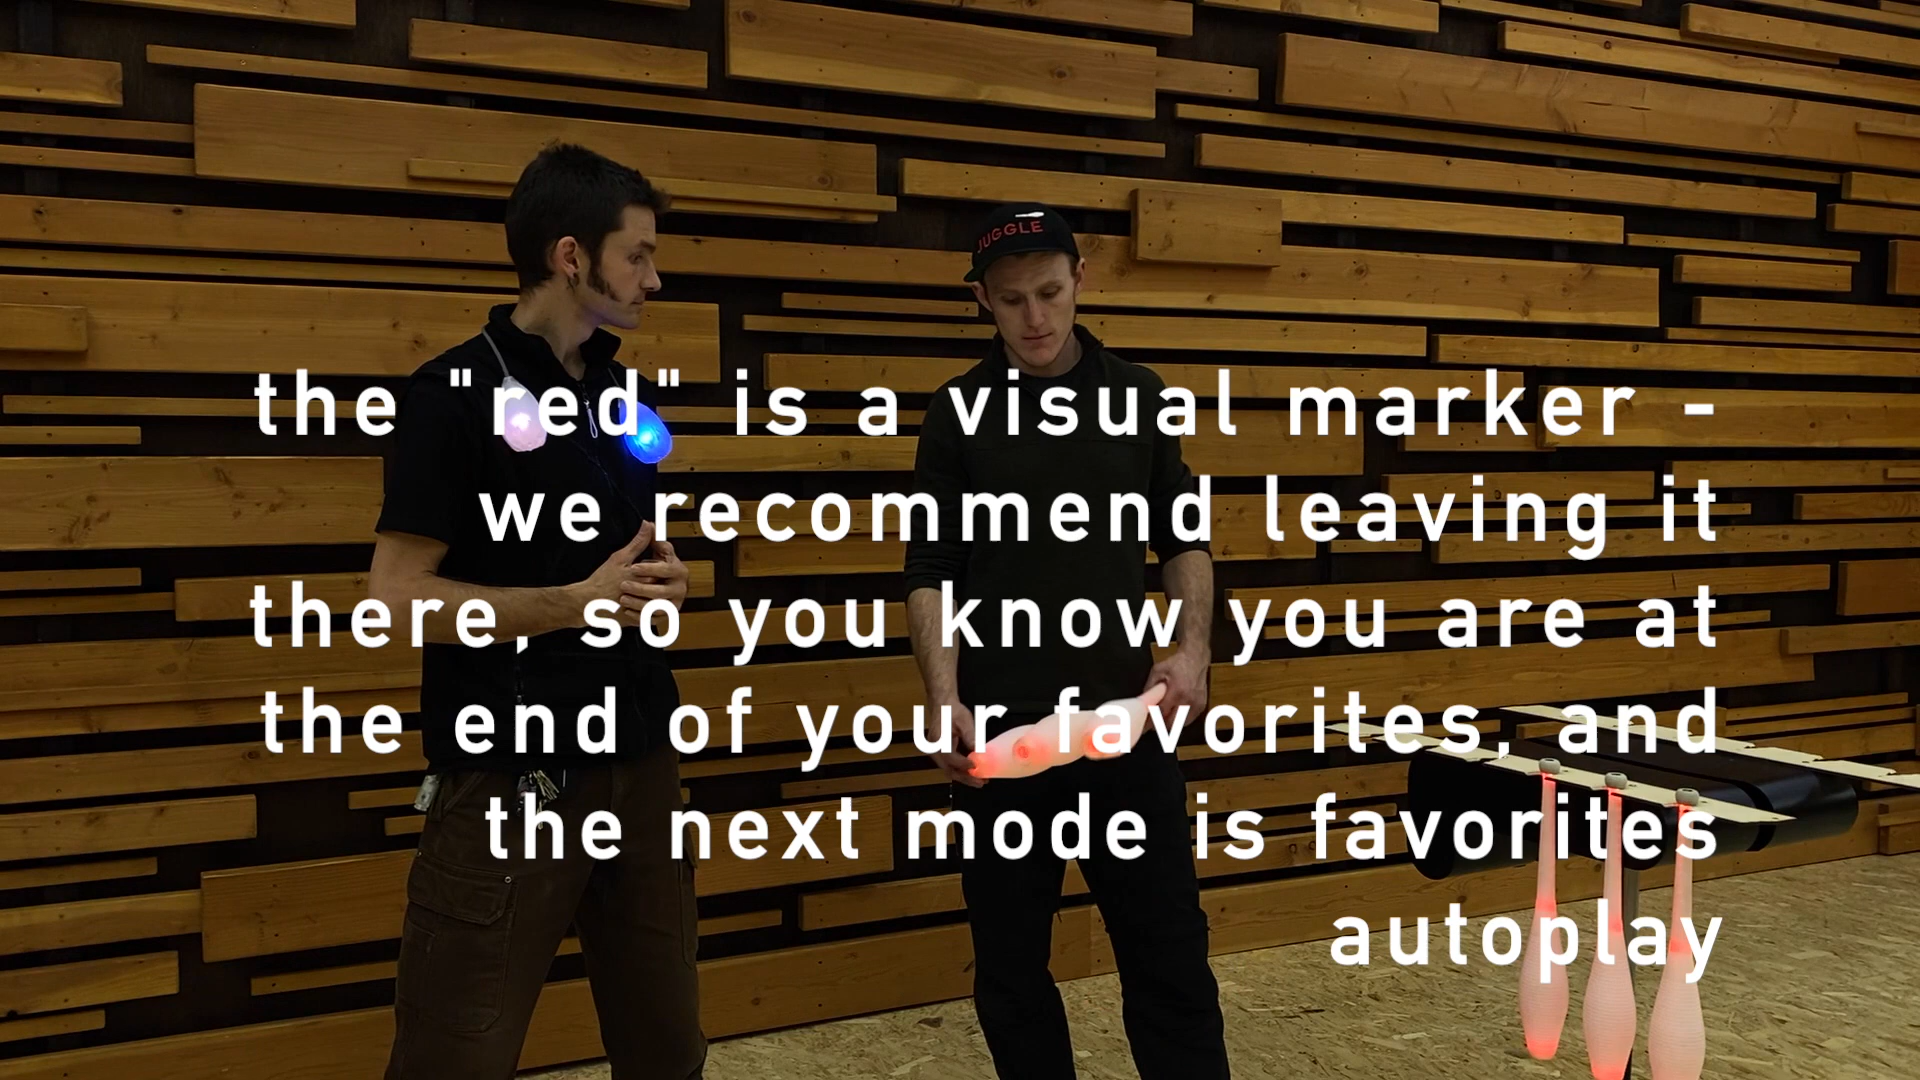 JUGGLE
the "red" is a visual marker -
we recommend leaving it
there, so you know you are at
the end of your favorites, and
the next mode is favorites
autoplay